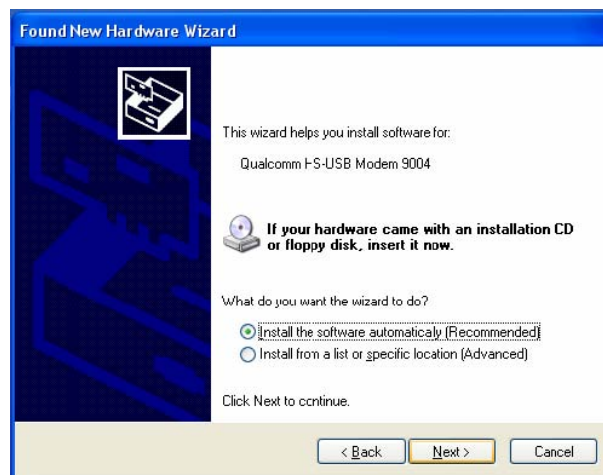 Found New Hardware Wizard
This wizard helps you install software for:
Qualcomm HS-USB Modem 9004
If your hardware came with an installation CD
or floppy disk, insert it now.
What do you want the wizard to do?
Install the software automatically (Recommended)
Install from a list or specific location (Advanced)
Click Next to continue.
< Back
Next >
Cancel